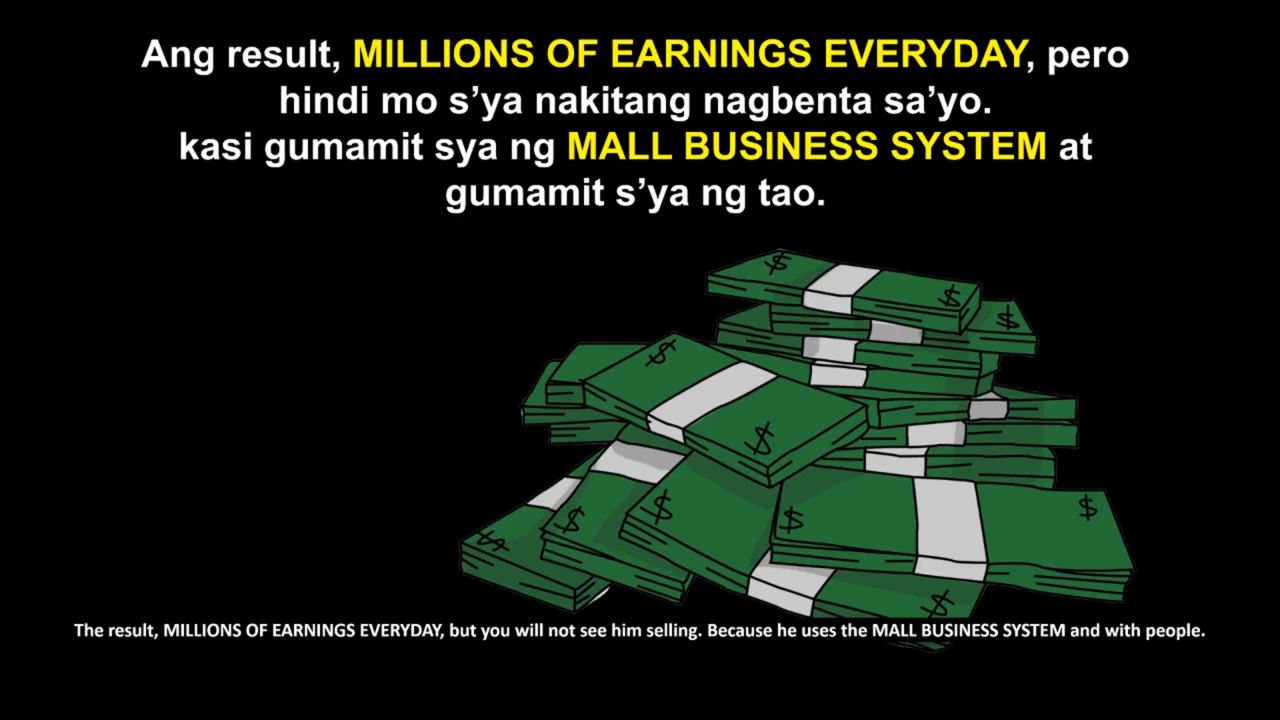 Ang result, MILLIONS OF EARNINGS EVERYDAY, pero
hindi mo s'ya nakitang nagbenta sa'yo.
kasi gumamit sya ng MALL BUSINESS SYSTEM at
gumamit s'ya ng tao.
$ $
$
$
$
$ $ $ $ $
$
The result, MILLIONS OF EARNINGS EVERYDAY, but you will not see him selling. Because he uses the MALL BUSINESS SYSTEM and with people.